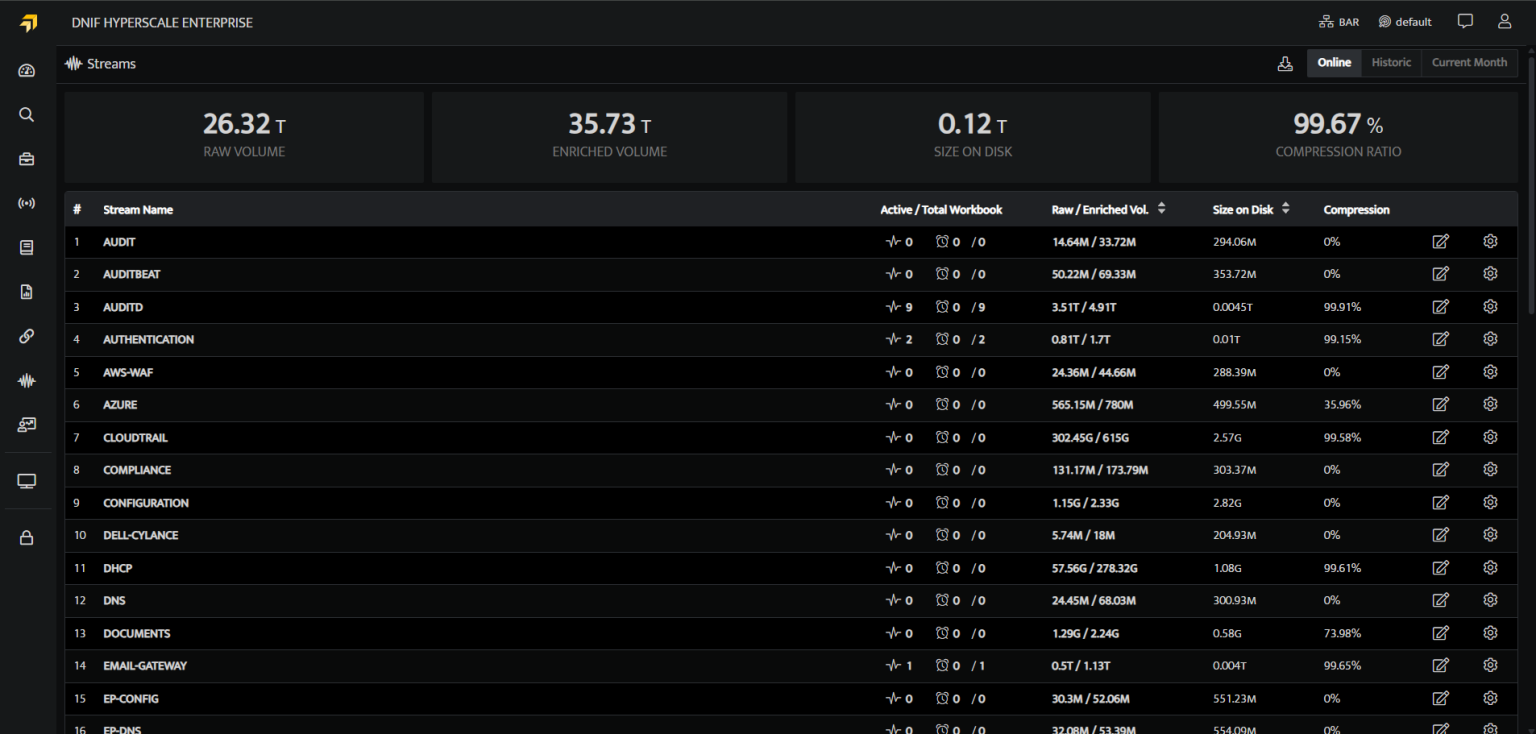 DNIF HYPERSCALE ENTERPRISE BAR default
Streams Online Historic Current Month
26.32 T 35.73 T 0.12 T 99.67 %
RAW VOLUME ENRICHED VOLUME SIZE ON DISK COMPRESSION RATIO
# Stream Name Active / Total Workbook Raw / Enriched Vol. Size on Disk Compression
1 AUDIT 0 0 / 0 14.64M / 33.72M 294.06M 0%
2 AUDITBEAT 0 0 / 0 50.22M / 69.33M 353.72M 0%
3 AUDITD 9 0 / 9 3.51T / 4.91T 0.0045T 99.91%
4 AUTHENTICATION 2 0 / 2 0.81T / 1.7T 0.01T 99.15%
5 AWS-WAF 0 0 / 0 24.36M / 44.66M 288.39M 0%
6 AZURE 0 0 / 0 565.15M / 780M 499.55M 35.96%
7 CLOUDTRAIL 0 0 / 0 302.45G / 615G 2.57G 99.58%
8 COMPLIANCE 0 0 / 0 131.17M / 173.79M 303.37M 0%
9 CONFIGURATION 0 0 / 0 1.15G / 2.33G 2.82G 0%
10 DELL-CYLANCE 0 0 / 0 5.74M / 18M 204.93M 0%
11 DHCP 0 0 / 0 57.56G / 278.32G 1.08G 99.61%
12 DNS 0 0 / 0 24.45M / 68.03M 300.93M 0%
13 DOCUMENTS 0 0 / 0 1.29G / 2.24G 0.58G 73.98%
14 EMAIL-GATEWAY 1 0 / 1 0.5T / 1.13T 0.004T 99.65%
15 EP-CONFIG 0 0 / 0 30.3M / 52.06M 551.23M 0%
16 EP-DNS 0 0 / 0 32.08M / 53.39M 554.09M 0%